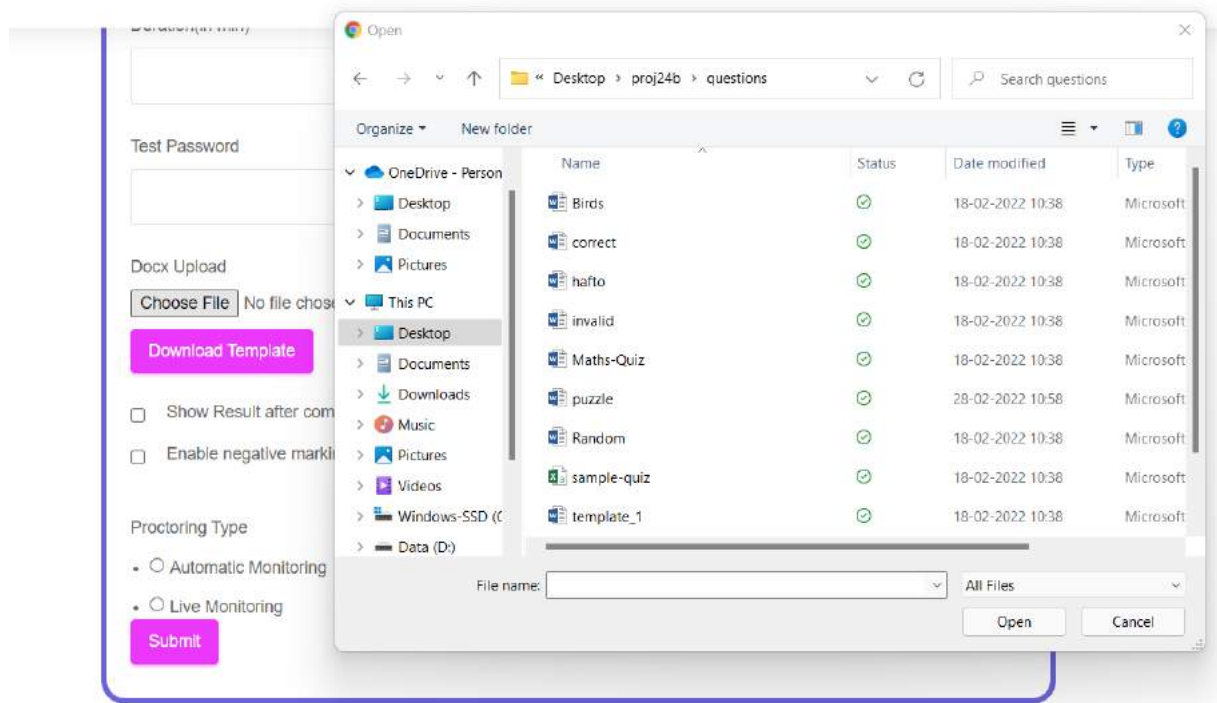 Duration(in min)
Test Password
Docx Upload
Choose File No file chose
Download Template
Show Result after com
Enable negative marki
Proctoring Type
Automatic Monitoring
Live Monitoring
Submit
Open
« Desktop › proj24b › questions
Search questions
Organize
New folder
OneDrive - Person
Desktop
Documents
Pictures
This PC
Desktop
Documents
Downloads
Music
Pictures
Videos
Windows-SSD (C
Data (D:)
Name Status Date modified Type
Birds 18-02-2022 10:38 Microsoft
correct 18-02-2022 10:38 Microsoft
hafto 18-02-2022 10:38 Microsoft
invalid 18-02-2022 10:38 Microsoft
Maths-Quiz 18-02-2022 10:38 Microsoft
puzzle 28-02-2022 10:58 Microsoft
Random 18-02-2022 10:38 Microsoft
sample-quiz 18-02-2022 10:38 Microsoft
template_1 18-02-2022 10:38 Microsoft
File name:
All Files
Open
Cancel